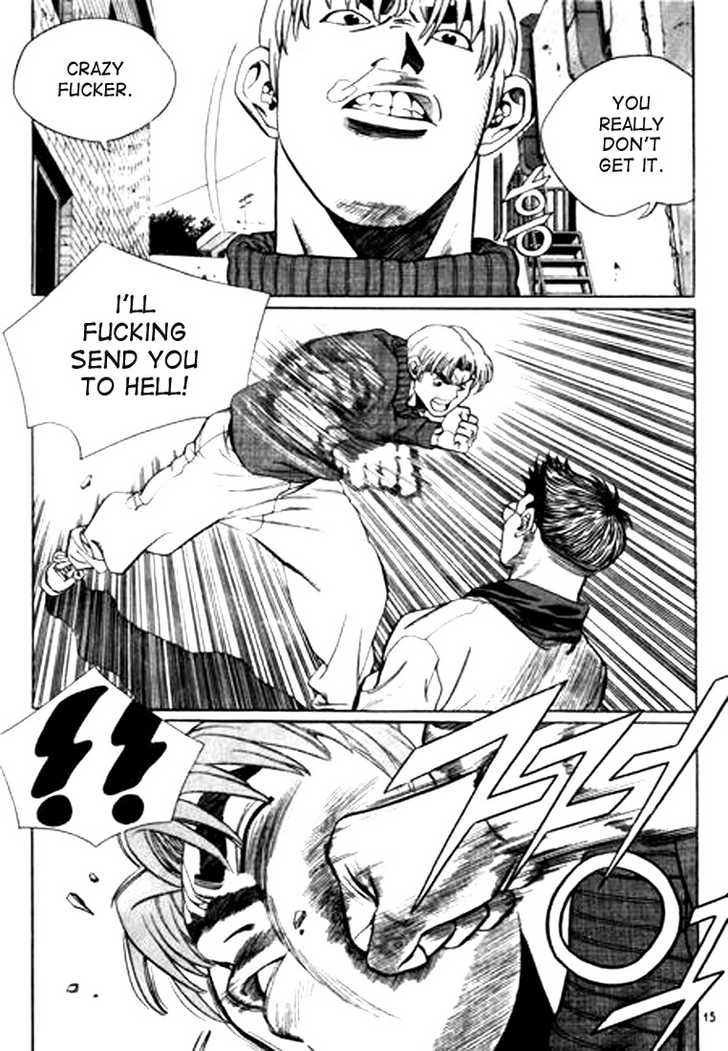 CRAZY
FUCKER.
YOU
REALLY
DON'T
GET IT.
I'LL
FUCKING
SEND YOU
TO HELL!
!!
15